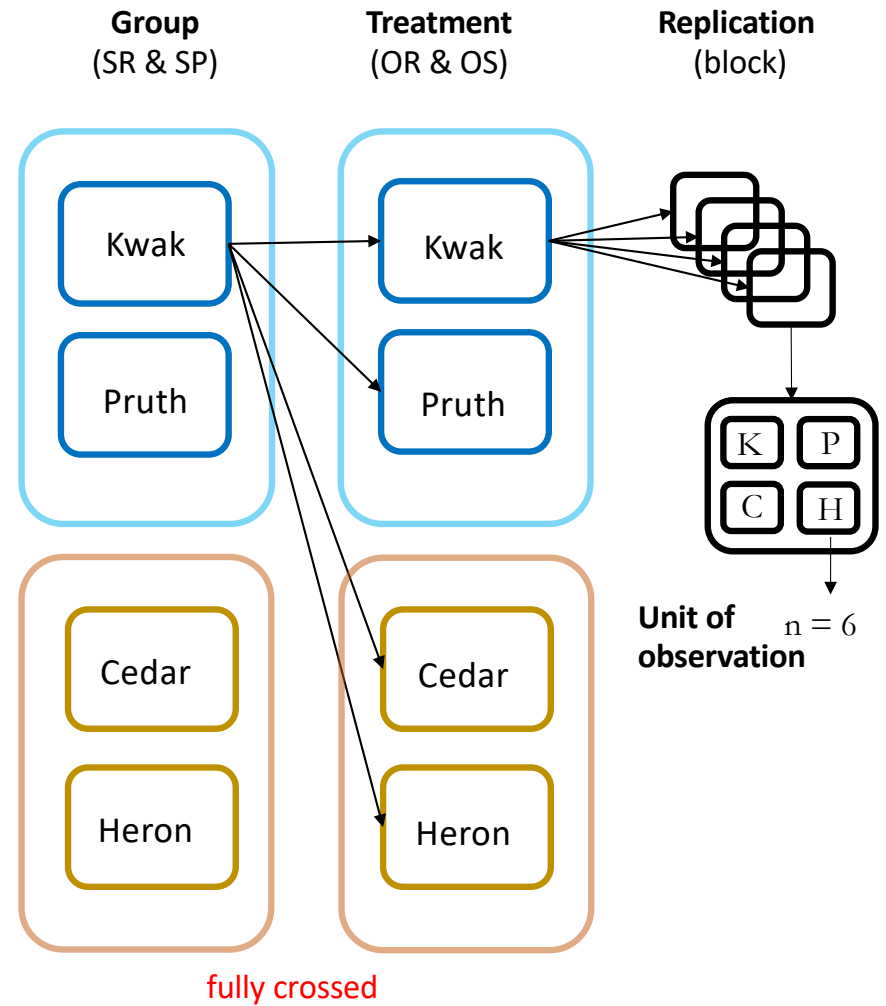 Group
(SR & SP)
Treatment
(OR & OS)
Replication
(block)
Kwak
Pruth
Cedar
Heron
Kwak
Pruth
Cedar
Heron
K P
C H
Unit of
observation
n = 6
fully crossed